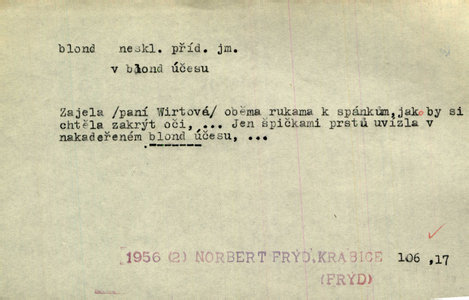 blond neskl. příd. jm.
v blond účesu
Zajela /paní Wirtová/ oběma rukama k spánkům, jako by si
chtěla zakrýt oči, ... Jen špičkami prstů uvízla v
nakadeřeném blond účesu, ...
1956 (2) NORBERT FRÝD, KRABICE 106 ,17
(FRÝD)